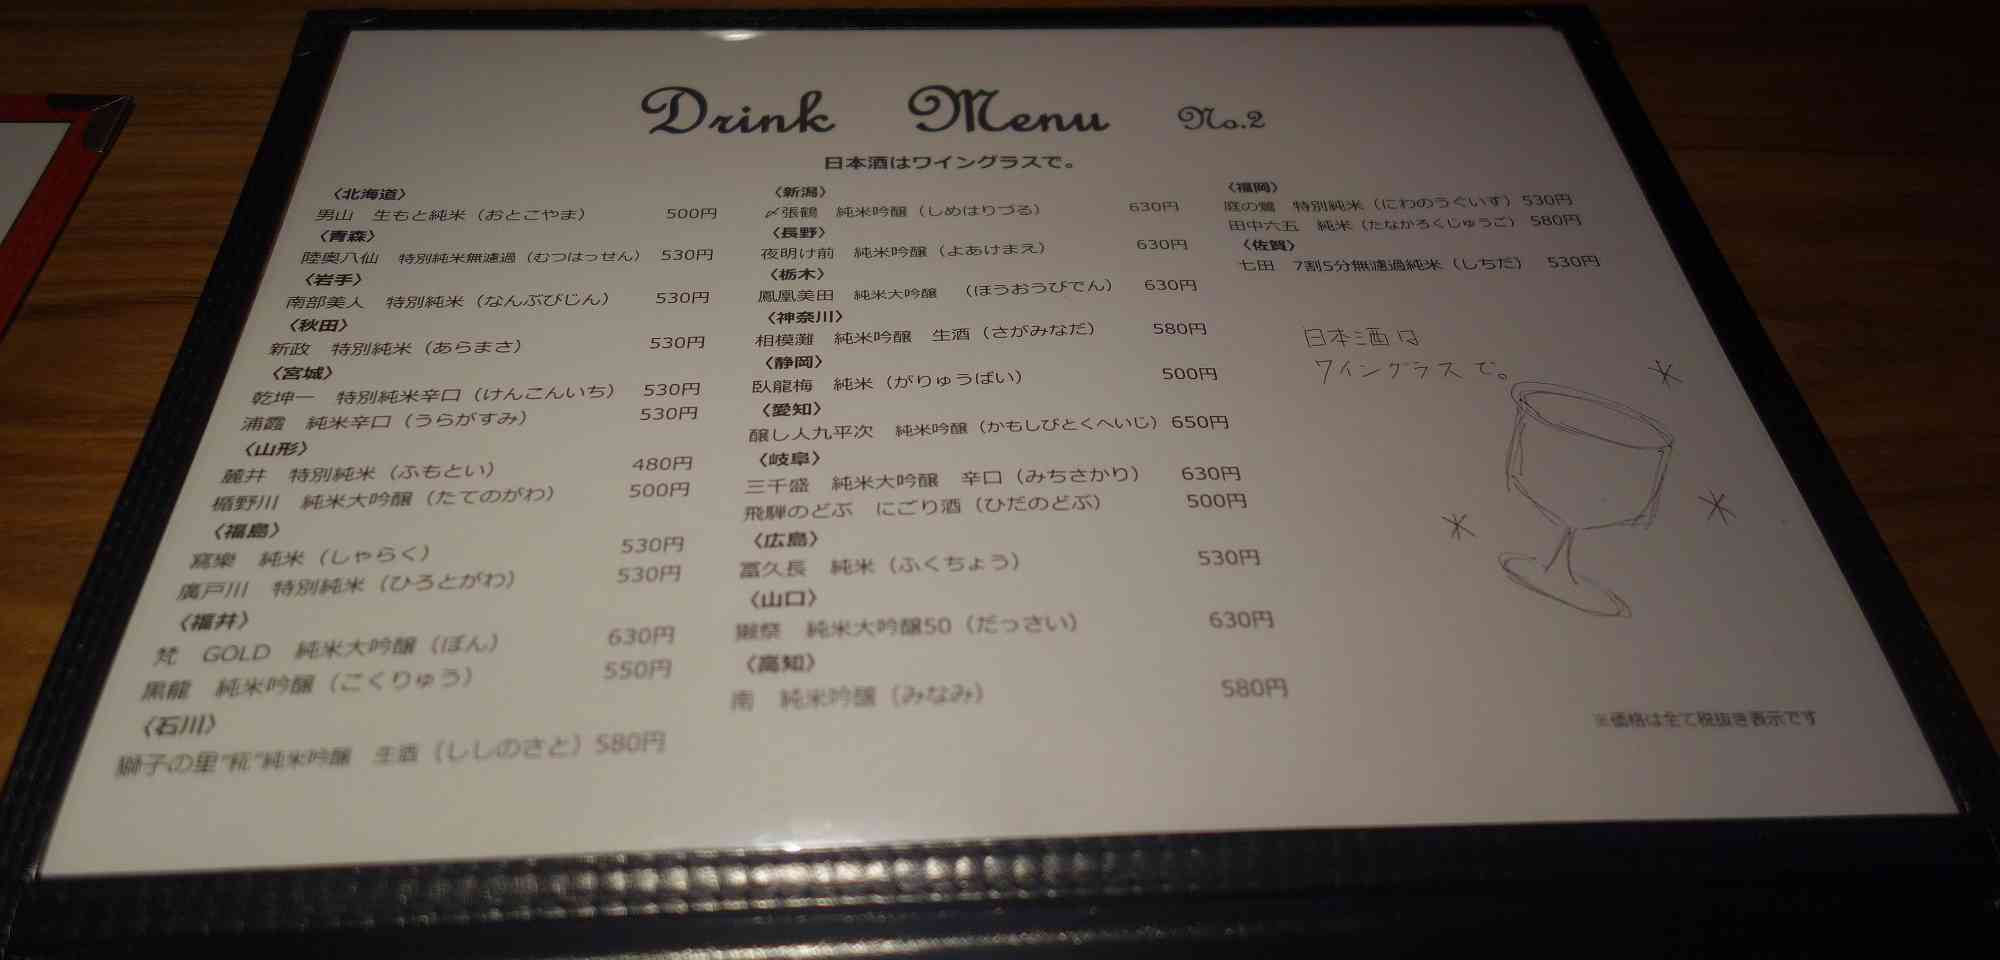 Drink Menu No.2
日本酒はワイングラスで。
〈北海道〉
男山 生もと純米（おとこやま） 500円
〈青森〉
陸奥八仙 特別純米無濾過（むつはっせん） 530円
〈岩手〉
南部美人 特別純米（なんぶびじん） 530円
〈秋田〉
新政 特別純米（あらまさ） 530円
〈宮城〉
乾坤一 特別純米辛口（けんこんいち） 530円
浦霞 純米辛口（うらがすみ） 530円
〈山形〉
麓井 特別純米（ふもとい） 480円
楯野川 純米大吟醸（たてのがわ） 500円
〈福島〉
寫樂 純米（しゃらく） 530円
廣戸川 特別純米（ひろとがわ） 530円
〈福井〉
梵 GOLD 純米大吟醸（ぼん） 630円
黒龍 純米吟醸（こくりゅう） 550円
〈石川〉
獅子の里“秏”純米吟醸 生酒（ししのさと）580円
〈新潟〉
〆張鶴 純米吟醸（しめはりづる） 630円
〈長野〉
夜明け前 純米吟醸（よあけまえ） 630円
〈栃木〉
鳳凰美田 純米大吟醸 （ほうおうびでん） 630円
〈神奈川〉
相模灘 純米吟醸 生酒（さがみなだ） 580円
〈静岡〉
臥龍梅 純米（がりゅうばい） 500円
〈愛知〉
醸し人九平次 純米吟醸（かもしびとくへいじ）650円
〈岐阜〉
三千盛 純米大吟醸 辛口（みちさかり） 630円
飛騨のどぶ にごり酒（ひだのどぶ） 500円
〈広島〉
富久長 純米（ふくちょう） 530円
〈山口〉
獺祭 純米大吟醸50（だっさい） 630円
〈高知〉
南 純米吟醸（みなみ） 580円
〈福岡〉
庭の鶯 特別純米（にわのうぐいす）530円
田中六五 純米（たなかろくじゅうご） 580円
〈佐賀〉
七田 7割5分無濾過純米（しちだ） 530円
日本酒は
ワイングラスで。
※価格は全て税抜き表示です